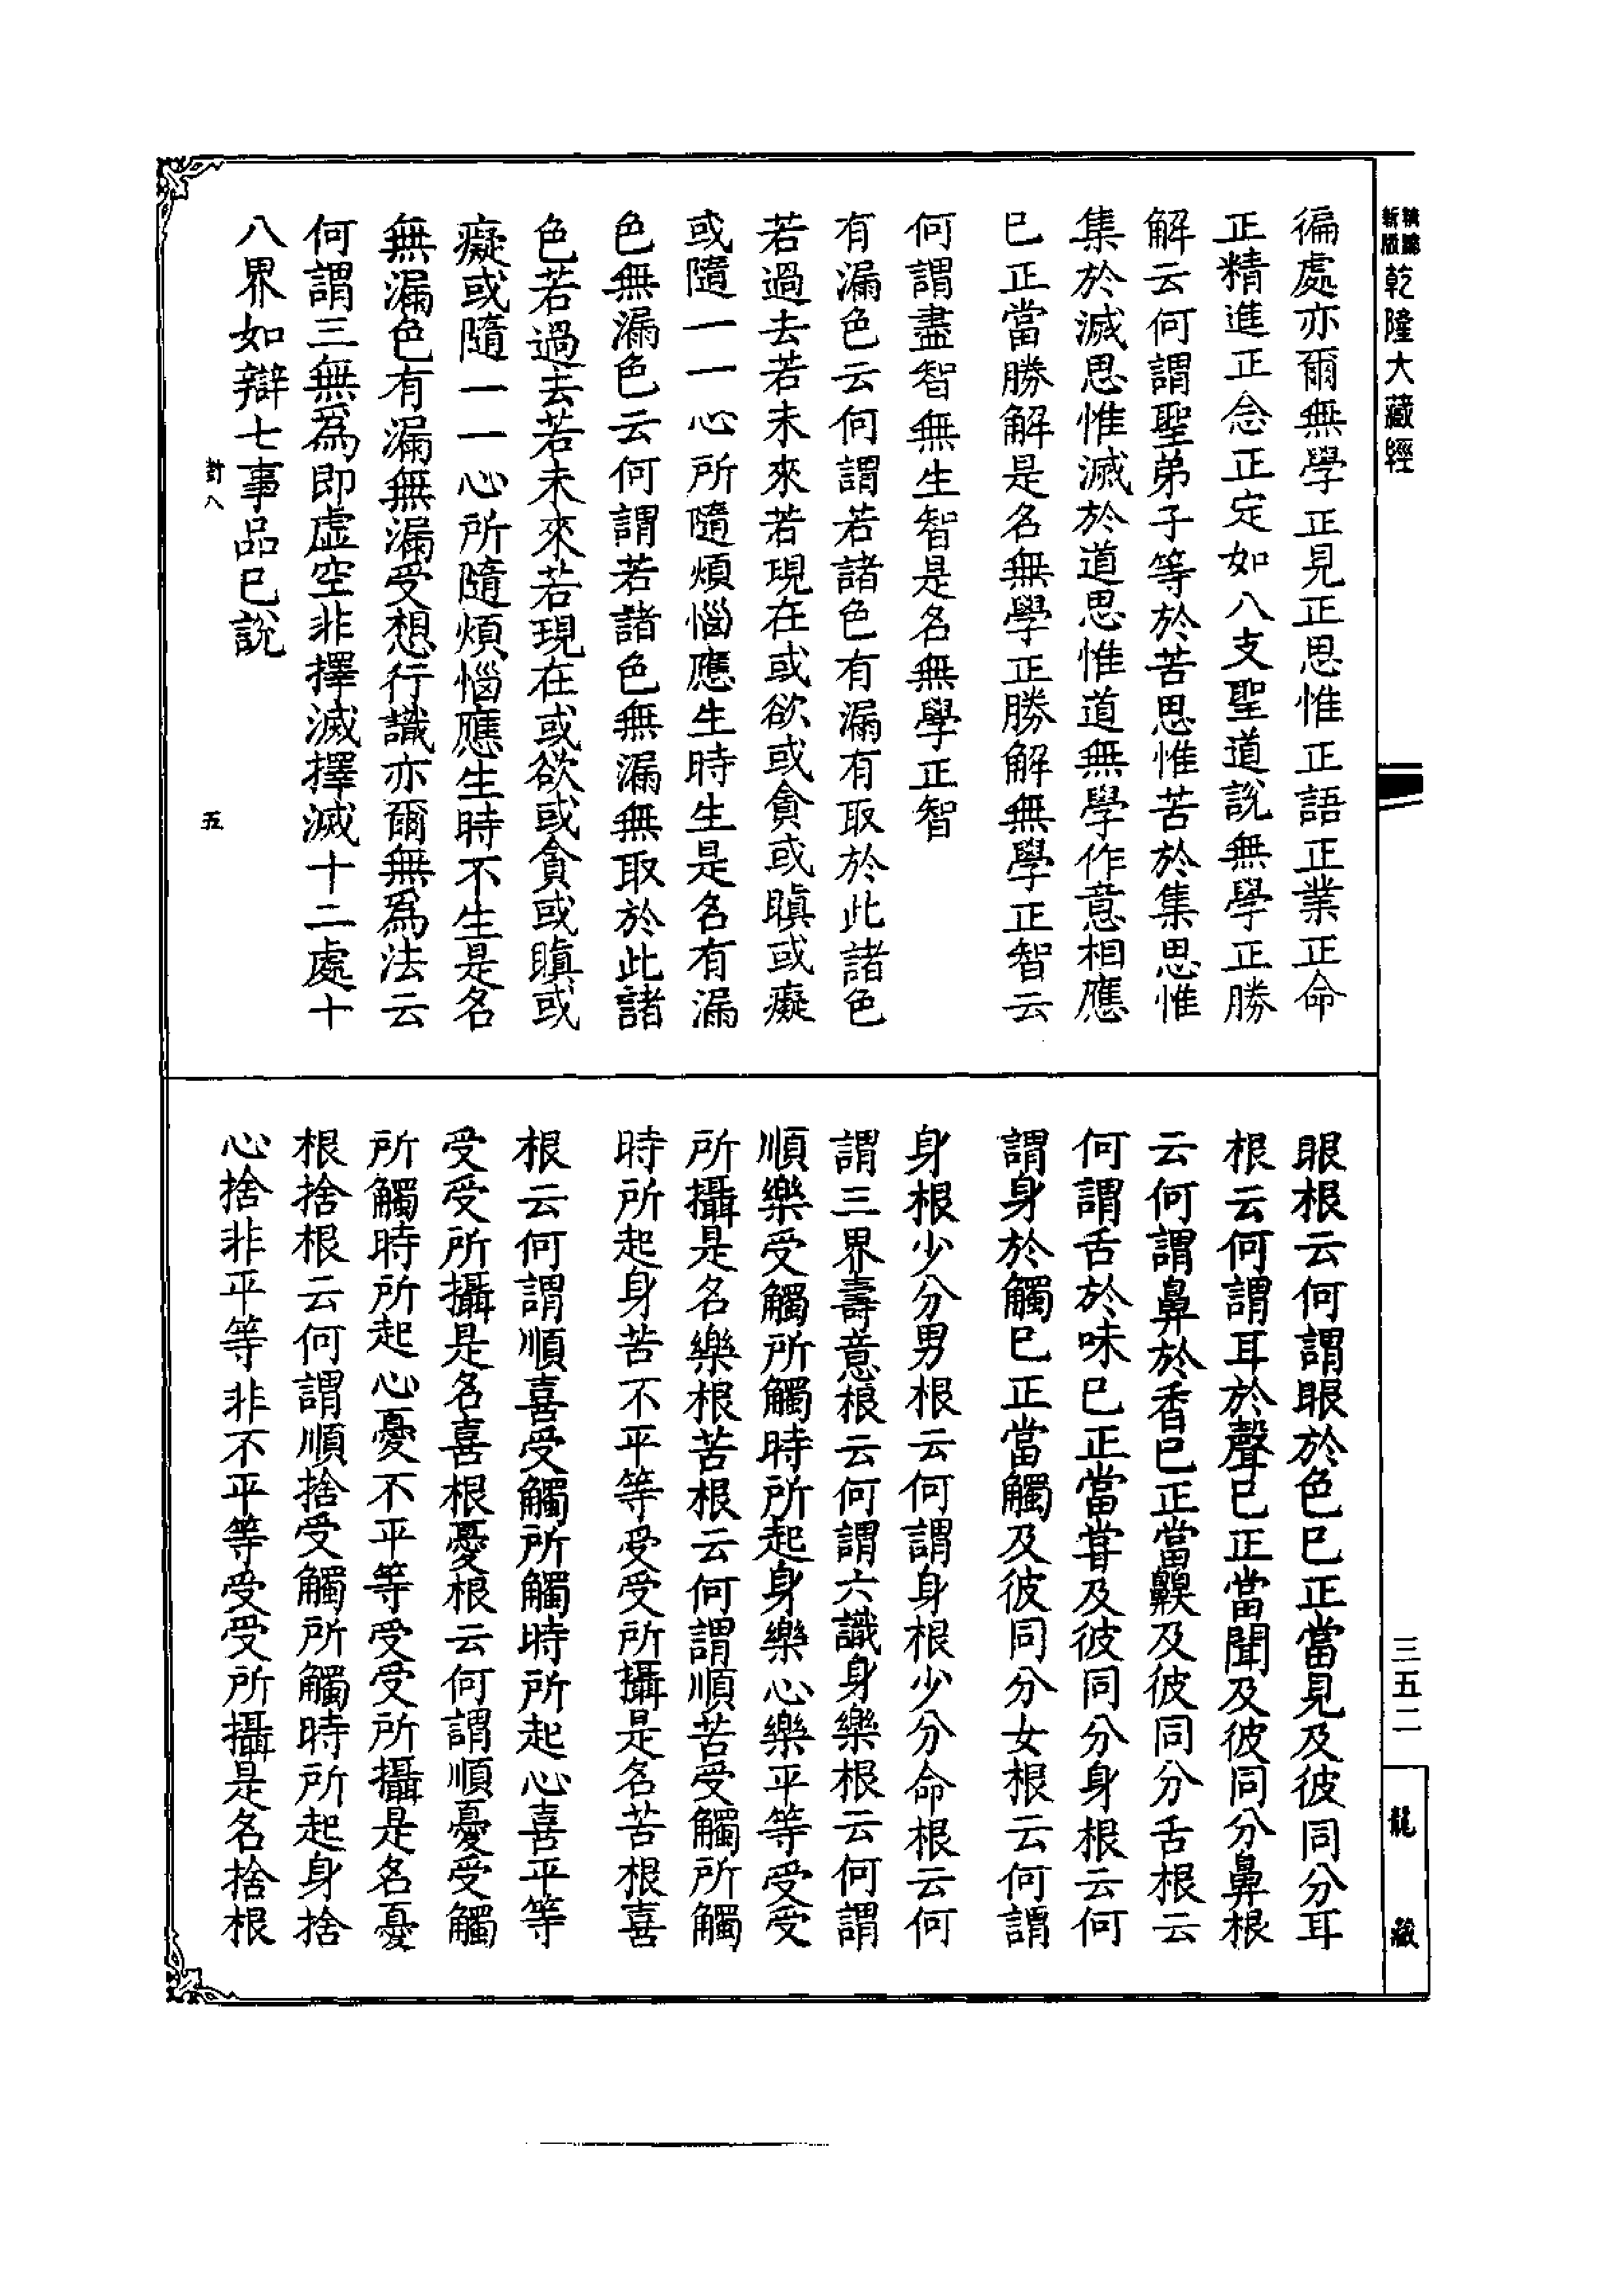 新版
乾隆大藏經
徧處亦爾無學正見正思惟正語正業正命
正精進正念正定如八支聖道說無學正勝
解云何謂聖弟子等於苦思惟苦於集思惟
集於滅思惟滅於道思惟道無學作意相應
已正當勝解是名無學正勝解無學正智云
何謂盡智無生智是名無學正智
有漏色云何謂若諸色有漏有取於此諸色
若過去若未來若現在或欲或貪或瞋或癡
或隨一一心所隨煩惱應生時生是名有漏
色無漏色云何謂若諸色無漏無取於此諸
色若過去若未來若現在或欲或貪或瞋或
癡或隨一一心所隨煩惱應生時不生是名
無漏色有漏無漏受想行識亦爾無爲法云
何謂三無爲即虛空非擇滅擇滅十二處十
八界如辯七事品已說
封八
五
眼根云何謂眼於色已正當見及彼同分耳
根云何謂耳於聲已正當聞及彼同分鼻根
云何謂鼻於香已正當齅及彼同分舌根云
何謂舌於味已正當甞及彼同分身根云何
謂身於觸已正當觸及彼同分女根云何謂
身根少分男根云何謂身根少分命根云何
謂三界壽意根云何謂六識身樂根云何謂
順樂受觸所觸時所起身樂心樂平等受受
所攝是名樂根苦根云何謂順苦受觸所觸
時所起身苦不平等受受所攝是名苦根喜
根云何謂順喜受觸所觸時所起心喜平等
受受所攝是名喜根憂根云何謂順憂受觸
所觸時所起心憂不平等受受所攝是名憂
根捨根云何謂順捨受觸所觸時所起身捨
心捨非平等非不平等受受所攝是名捨根
三五二
龍藏